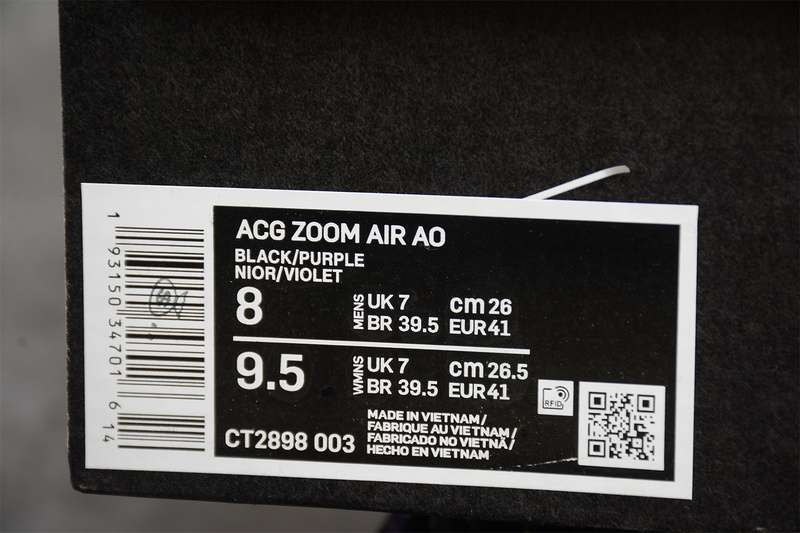 ACG ZOOM AIR AO
BLACK/PURPLE
NIOR/VIOLET
8 MENS UK 7 cm 26
BR 39.5 EUR 41
9.5 WMNS UK 7 cm 26.5
BR 39.5 EUR 41
CT2898 003
MADE IN VIETNAM/
FABRIQUE AU VIETNAM/
FABRICADO NO VIETNÃ/
HECHO EN VIETNAM
RFID
1 93150 34701 6 14